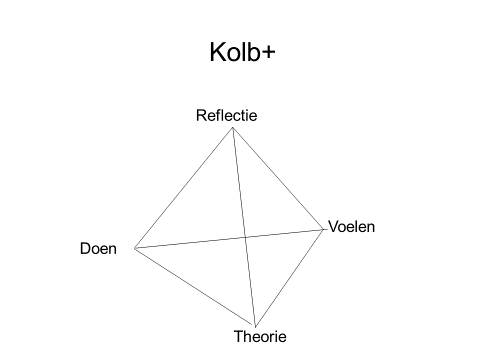 Kolb+
Reflectie
Voelen
Doen
Theorie